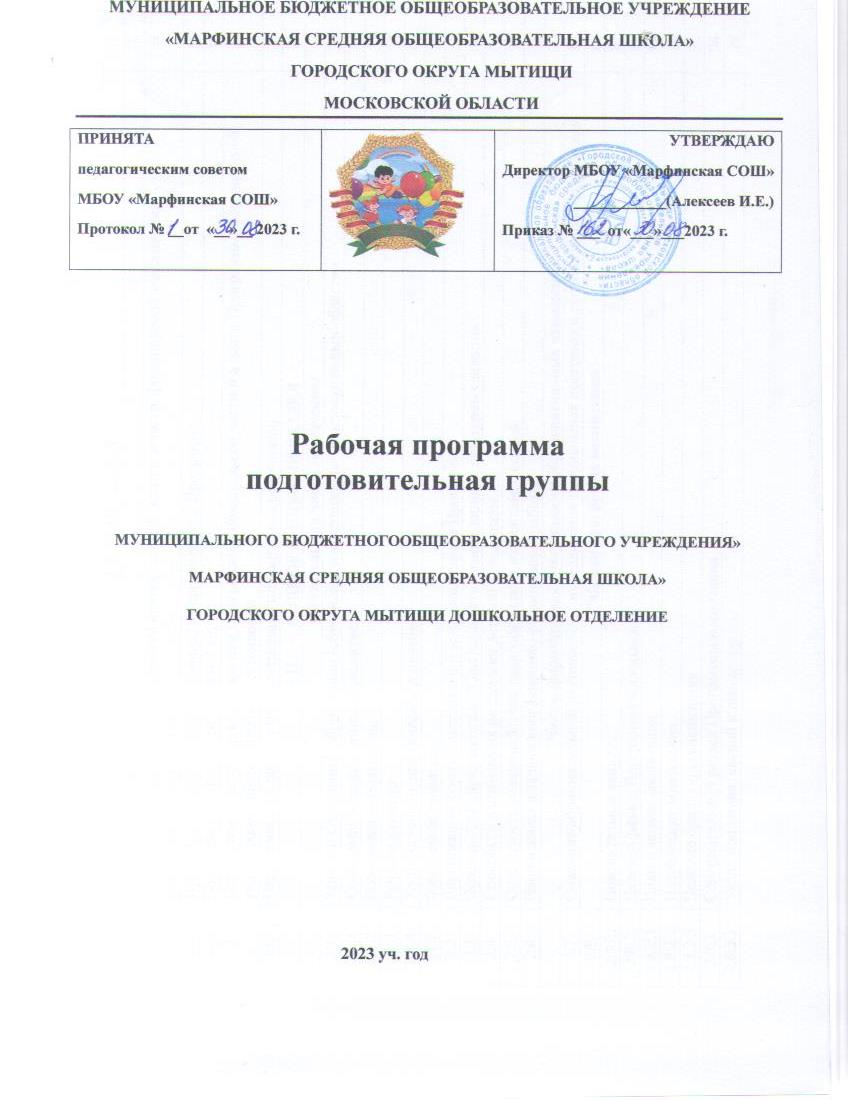 МУНИЦИПАЛЬНОЕ БЮДЖЕТНОЕ ОБЩЕОБРАЗОВАТЕЛЬНОЕ УЧРЕЖДЕНИЕ
«МАРФИНСКАЯ СРЕДНЯЯ ОБЩЕОБРАЗОВАТЕЛЬНАЯ ШКОЛА»
ГОРОДСКОГО ОКРУГА МЫТИЩИ
МОСКОВСКОЙ ОБЛАСТИ
ПРИНЯТА
педагогическим советом
МБОУ «Марфинская СОШ»
Протокол № 1 от «30» 08 2023 г.
УТВЕРЖДАЮ
Директор МБОУ «Марфинская СОШ»
(Алексеев И.Е.)
Приказ № 162 от «30» 08 2023 г.
Рабочая программа
подготовительная группы
МУНИЦИПАЛЬНОГО БЮДЖЕТНОГООБЩЕОБРАЗОВАТЕЛЬНОГО УЧРЕЖДЕНИЯ»
МАРФИНСКАЯ СРЕДНЯЯ ОБЩЕОБРАЗОВАТЕЛЬНАЯ ШКОЛА»
ГОРОДСКОГО ОКРУГА МЫТИЩИ ДОШКОЛЬНОЕ ОТДЕЛЕНИЕ
2023 уч. год